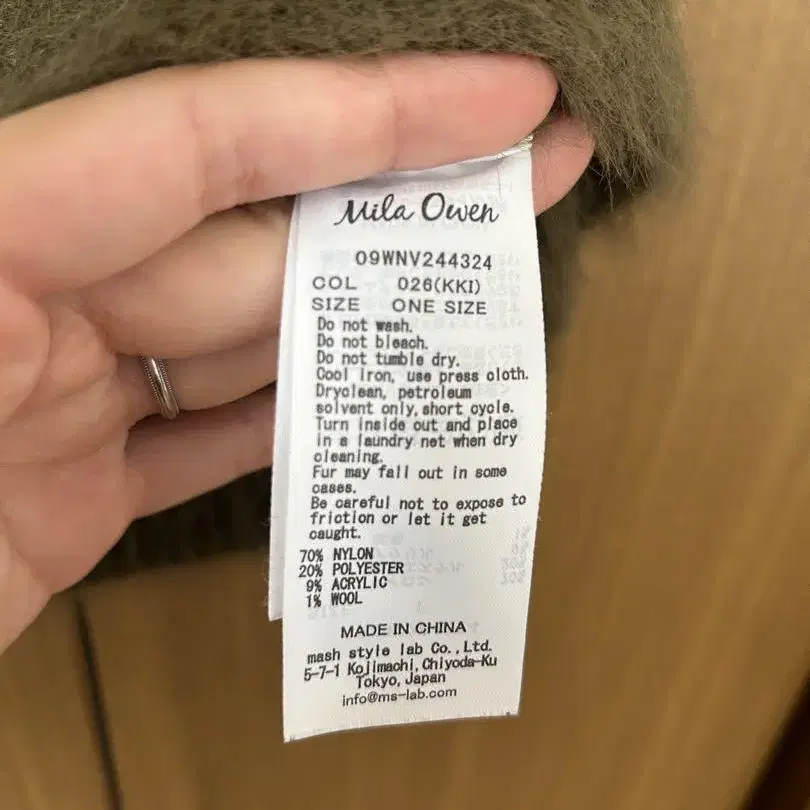 Mila Owen
09WNV244324
COL 026(KKI)
SIZE ONE SIZE
Do not wash.
Do not bleach.
Do not tumble dry.
Cool iron, use press cloth.
Dryclean, petroleum
solvent only, short cycle.
Turn inside out and place
in a laundry net when dry
cleaning.
Fur may fall out in some
cases.
Be careful not to expose to
friction or let it get
caught.
70% NYLON
20% POLYESTER
9% ACRYLIC
1% WOOL
MADE IN CHINA
mash style lab Co.,Ltd.
5-7-1 Kojimachi,Chiyoda-Ku
Tokyo,Japan
info@ms-lab.com